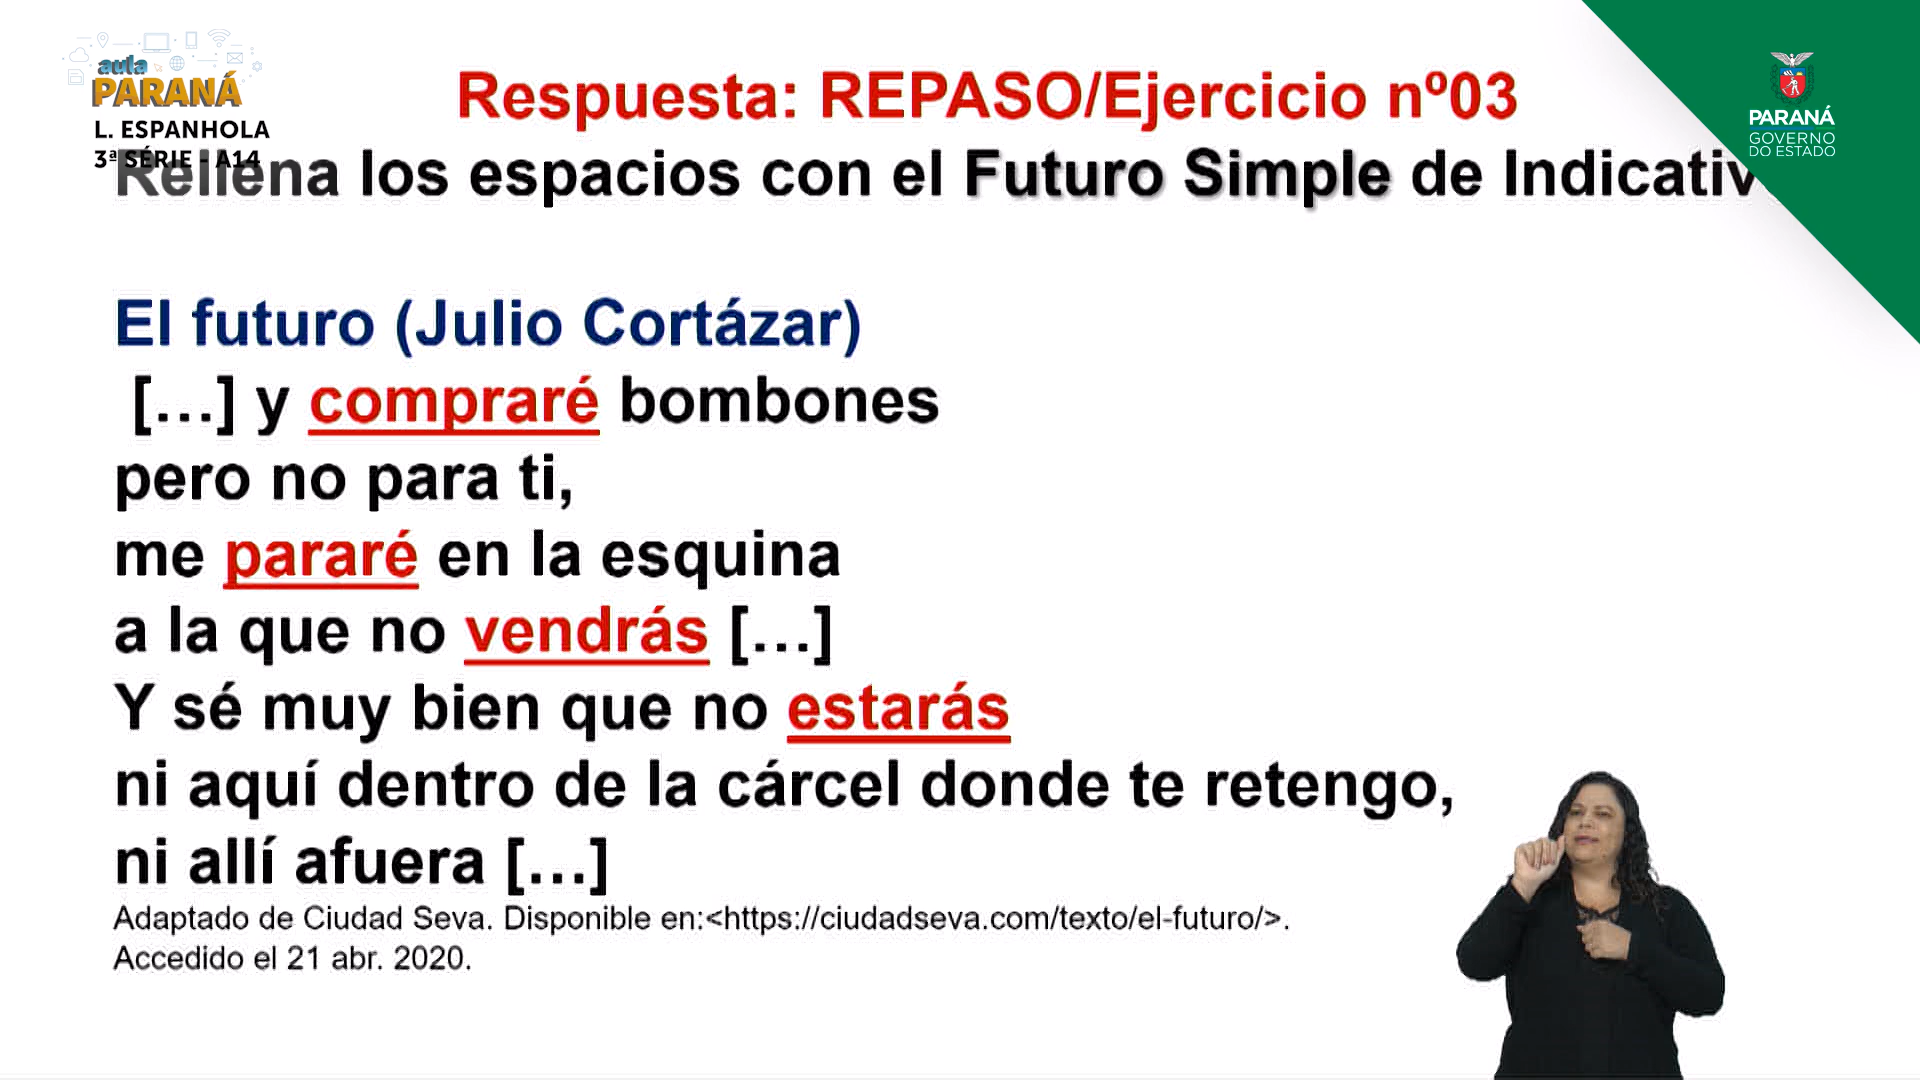 aula
PARANÁ
L. ESPANHOLA
3ª SÉRIE - A14
PARANÁ
GOVERNO
DO ESTADO
Respuesta: REPASO/Ejercicio nº03
Rellena los espacios con el Futuro Simple de Indicativ
El futuro (Julio Cortázar)
[…] y compraré bombones
pero no para ti,
me pararé en la esquina
a la que no vendrás […]
Y sé muy bien que no estarás
ni aquí dentro de la cárcel donde te retengo,
ni allí afuera […]
Adaptado de Ciudad Seva. Disponible en:<https://ciudadseva.com/texto/el-futuro/>.
Accedido el 21 abr. 2020.